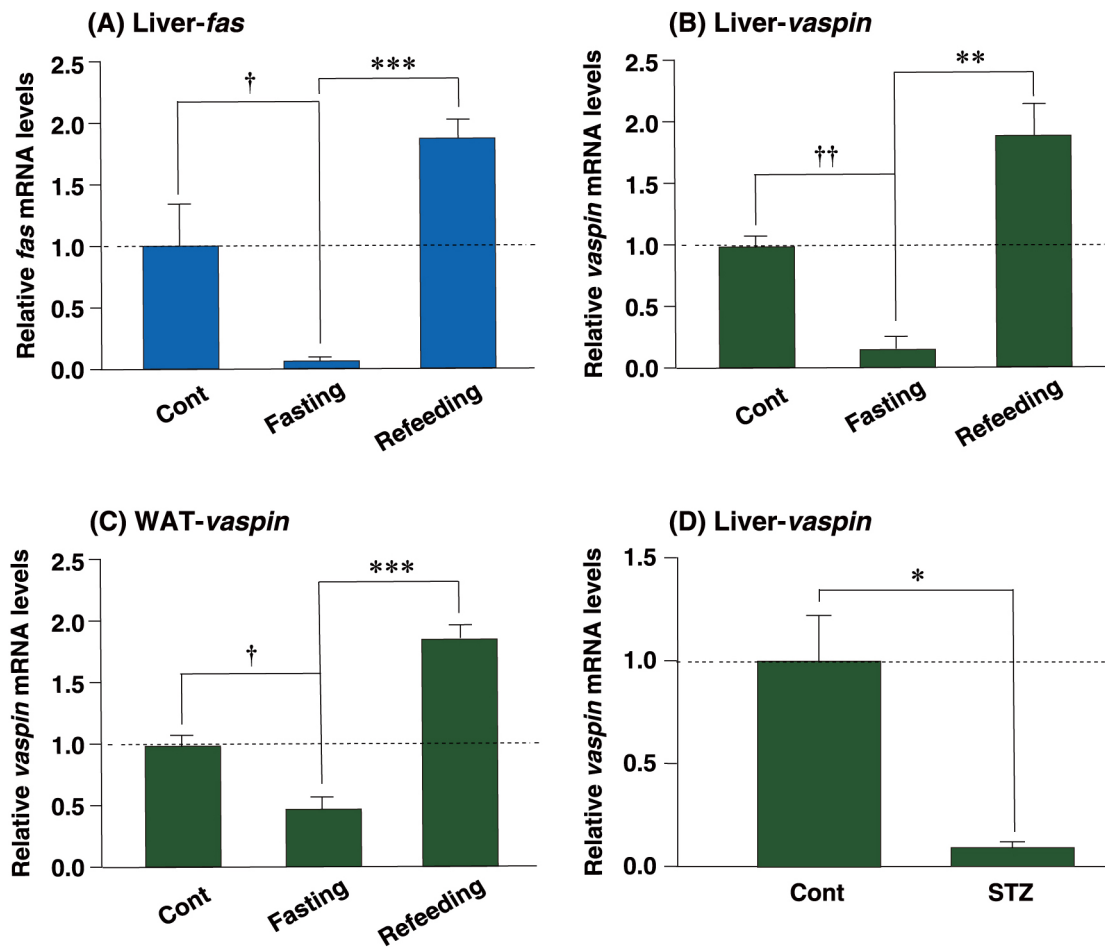 (A) Liver-fas
Relative fas mRNA levels
2.5
2.0
1.5
1.0
0.5
0.0
†
***
Cont
Fasting
Refeeding
(B) Liver-vaspin
Relative vaspin mRNA levels
2.5
2.0
1.5
1.0
0.5
0.0
††
**
Cont
Fasting
Refeeding
(C) WAT-vaspin
Relative vaspin mRNA levels
2.5
2.0
1.5
1.0
0.5
0.0
†
***
Cont
Fasting
Refeeding
(D) Liver-vaspin
Relative vaspin mRNA levels
1.5
1.0
0.5
0.0
*
Cont
STZ